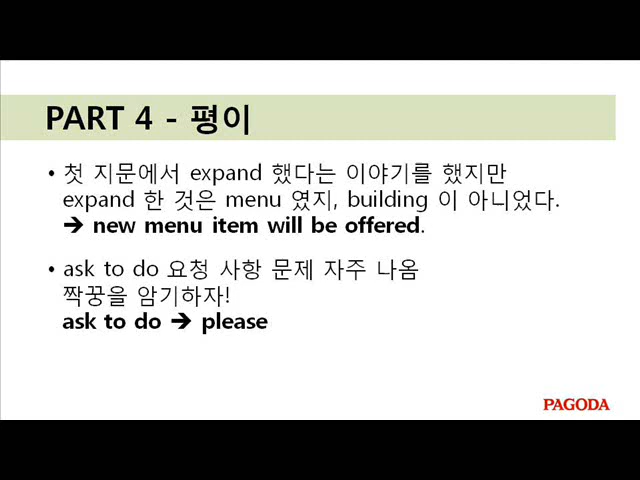 PART 4 - 평이
• 첫 지문에서 expand 했다는 이야기를 했지만
expand 한 것은 menu 였지, building 이 아니었다.
➔ new menu item will be offered.
• ask to do 요청 사항 문제 자주 나옴
짝꿍을 암기하자!
ask to do ➔ please
PAGODA